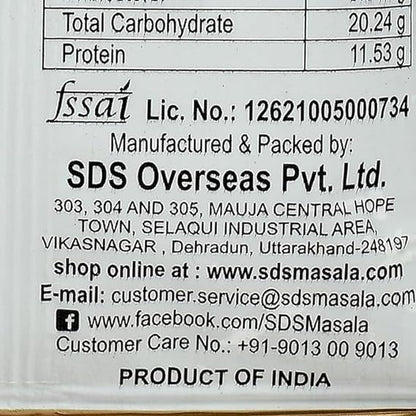 Total Carbohydrate 20.24 g
Protein 11.53 g
fssai Lic. No.: 12621005000734
Manufactured & Packed by:
SDS Overseas Pvt. Ltd.
303, 304 AND 305, MAUJA CENTRAL HOPE
TOWN, SELAQUI INDUSTRIAL AREA,
VIKASNAGAR , Dehradun, Uttarakhand-248197
shop online at : www.sdsmasala.com
E-mail: customer.service@sdsmasala.com
www.facebook.com/SDSMasala
Customer Care No.: +91-9013 00 9013
PRODUCT OF INDIA